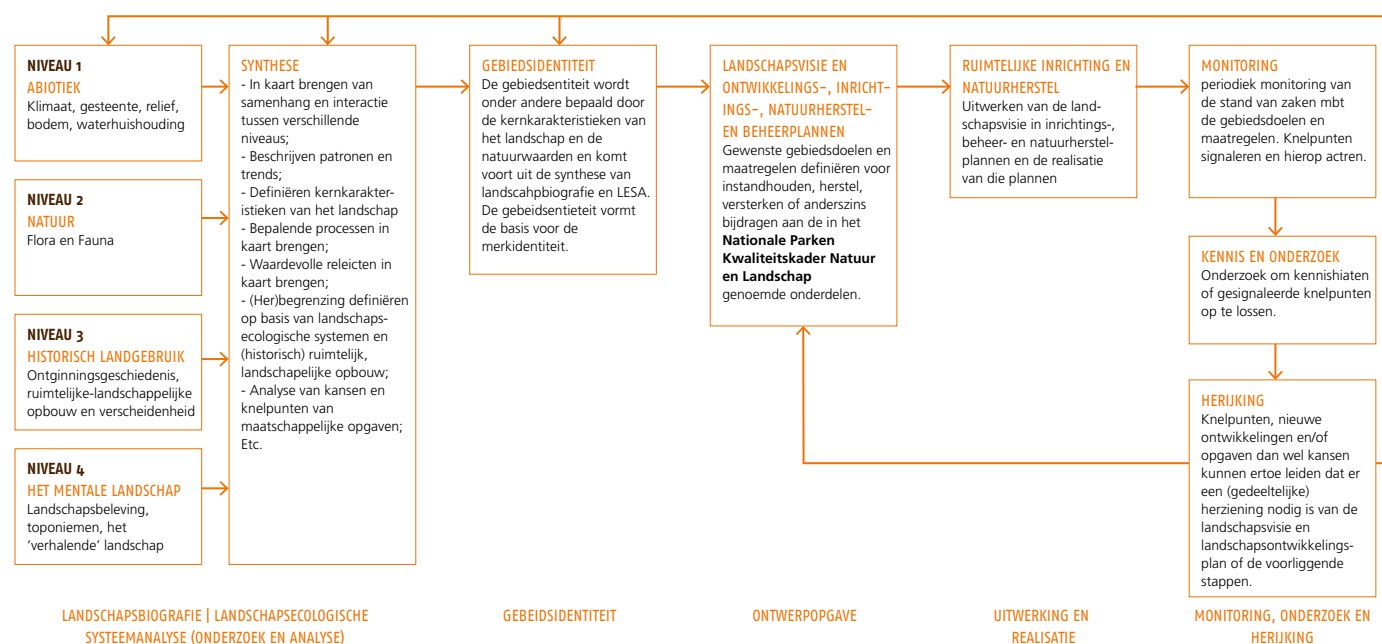 NIVEAU 1
ABIOTIEK
Klimaat, gesteente, relief,
bodem, waterhuishouding
NIVEAU 2
NATUUR
Flora en Fauna
NIVEAU 3
HISTORISCH LANDGEBRUIK
Ontginningsgeschiedenis,
ruimtelijke-landschappelijke
opbouw en verscheidenheid
NIVEAU 4
HET MENTALE LANDSCHAP
Landschapsbeleving,
toponiemen, het
‘verhalende’ landschap
SYNTHESE
- In kaart brengen van
samenhang en interactie
tussen verschillende
niveaus;
- Beschrijven patronen en
trends;
- Definiëren kernkarakter-
istieken van het landschap
- Bepalende processen in
kaart brengen;
- Waardevolle releicten in
kaart brengen;
- (Her)begrenzing definiëren
op basis van landschaps-
ecologische systemen en
(historisch) ruimtelijk,
landschapelijke opbouw;
- Analyse van kansen en
knelpunten van
maatschappelijke opgaven;
Etc.
GEBIEDSIDENTITEIT
De gebiedsentiteit wordt
onder andere bepaald door
de kernkarakteristieken van
het landschap en de
natuurwaarden en komt
voort uit de synthese van
landscahpbiografie en LESA.
De gebeidsentieteit vormt
de basis voor de
merkidentiteit.
LANDSCHAPSVISIE EN
ONTWIKKELINGS-, INRICHT-
INGS-, NATUURHERSTEL-
EN BEHEERPLANNEN
Gewenste gebiedsdoelen en
maatregelen definiëren voor
instandhouden, herstel,
versterken of anderszins
bijdragen aan de in het
Nationale Parken
Kwaliteitskader Natuur
en Landschap
genoemde onderdelen.
RUIMTELIJKE INRICHTING EN
NATUURHERSTEL
Uitwerken van de land-
schapsvisie in inrichtings-,
beheer- en natuurherstel-
plannen en de realisatie
van die plannen
MONITORING
periodiek monitoring van
de stand van zaken mbt
de gebiedsdoelen en
maatregelen. Knelpunten
signaleren en hierop actren.
KENNIS EN ONDERZOEK
Onderzoek om kennishiaten
of gesignaleerde knelpunten
op te lossen.
HERIJKING
Knelpunten, nieuwe
ontwikkelingen en/of
opgaven dan wel kansen
kunnen ertoe leiden dat er
een (gedeeltelijke)
herziening nodig is van de
landschapsvisie en
landschapsontwikkelings-
plan of de voorliggende
stappen.
LANDSCHAPSBIOGRAFIE | LANDSCHAPSECOLOGISCHE
SYSTEEMANALYSE (ONDERZOEK EN ANALYSE)
GEBEIDSIDENTITEIT
ONTWERPOPGAVE
UITWERKING EN
REALISATIE
MONITORING, ONDERZOEK EN
HERIJKING